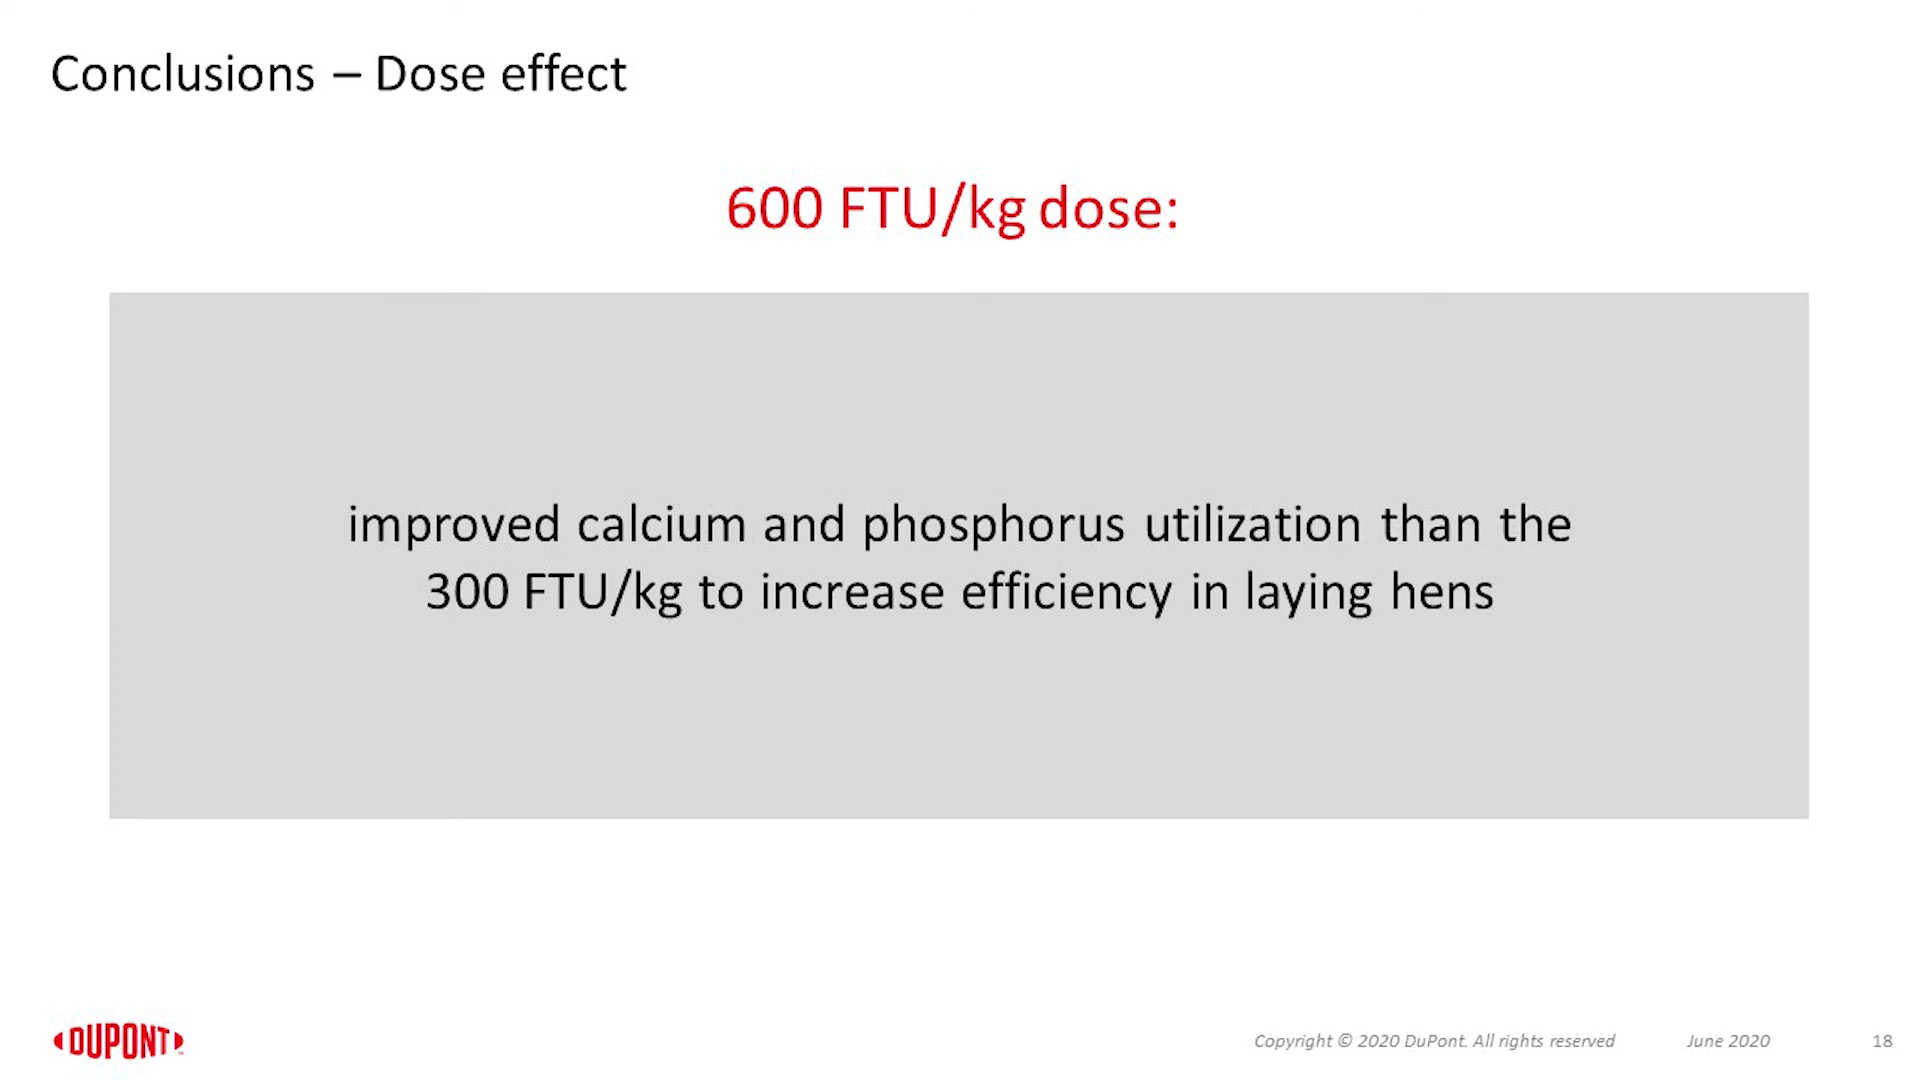 Conclusions – Dose effect
600 FTU/kg dose:
improved calcium and phosphorus utilization than the
300 FTU/kg to increase efficiency in laying hens
DUPONT™
Copyright © 2020 DuPont. All rights reserved June 2020 18